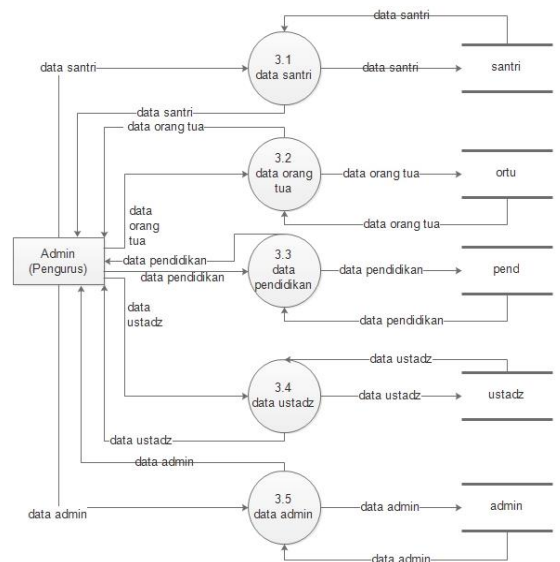 data santri
data santri
3.1
data santri
data santri
santri
data santri
data orang tua
3.2
data orang
tua
data orang tua
ortu
data
orang
tua
data orang tua
Admin
(Pengurus)
data pendidikan
data pendidikan
3.3
data
pendidikan
data pendidikan
pend
data
ustadz
data pendidikan
data ustadz
3.4
data ustadz
data ustadz
ustadz
data ustadz
data admin
3.5
data admin
data admin
admin
data admin
data admin